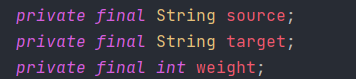 private final String source;
private final String target;
private final int weight;